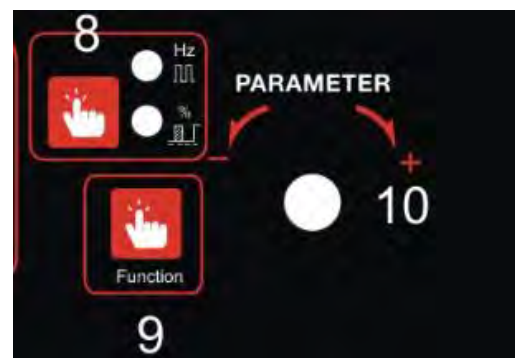 8
Hz
%
PARAMETER
-
+
10
Function
9